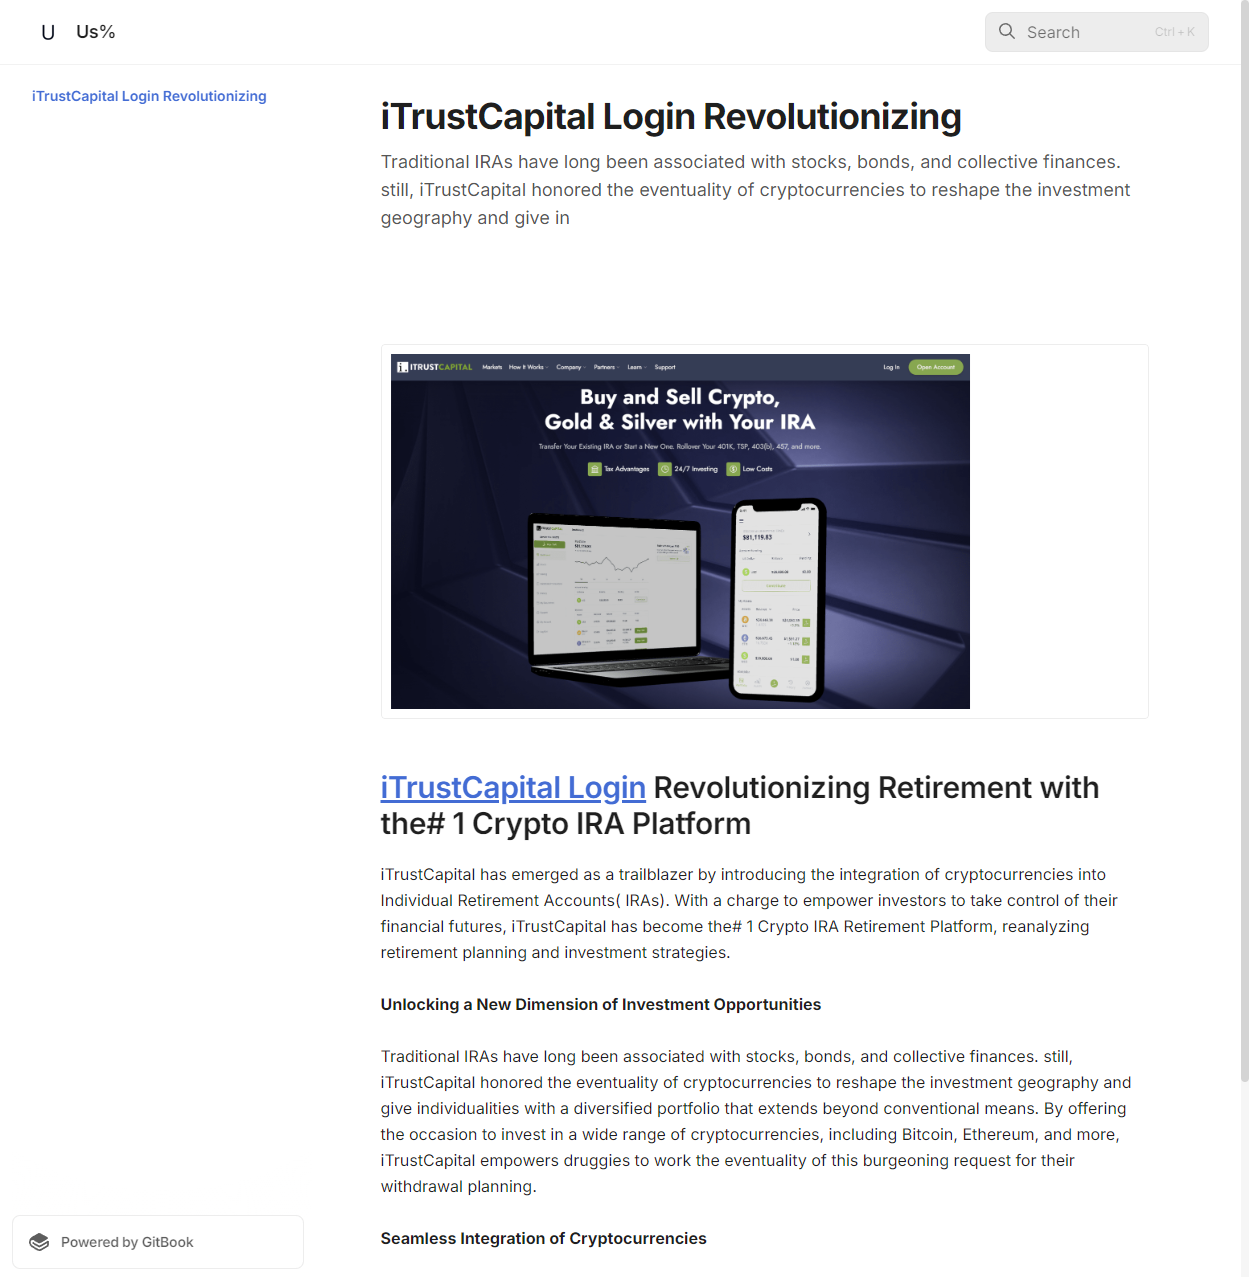 U Us%
Search Ctrl + K
iTrustCapital Login Revolutionizing
iTrustCapital Login Revolutionizing
Traditional IRAs have long been associated with stocks, bonds, and collective finances.
still, iTrustCapital honored the eventuality of cryptocurrencies to reshape the investment
geography and give in
ITRUSTCAPITAL Markets How It Works Company Partners Learn Support Log In Open Account
Buy and Sell Crypto,
Gold & Silver with Your IRA
Transfer Your Existing IRA or Start a New One. Rollover Your 401K, TSP, 403(b), 457, and more.
Tax Advantages 24/7 Investing Low Costs
$81,119.83
iTrustCapital Login Revolutionizing Retirement with
the# 1 Crypto IRA Platform
iTrustCapital has emerged as a trailblazer by introducing the integration of cryptocurrencies into
Individual Retirement Accounts( IRAs). With a charge to empower investors to take control of their
financial futures, iTrustCapital has become the# 1 Crypto IRA Retirement Platform, reanalyzing
retirement planning and investment strategies.
Unlocking a New Dimension of Investment Opportunities
Traditional IRAs have long been associated with stocks, bonds, and collective finances. still,
iTrustCapital honored the eventuality of cryptocurrencies to reshape the investment geography and
give individualities with a diversified portfolio that extends beyond conventional means. By offering
the occasion to invest in a wide range of cryptocurrencies, including Bitcoin, Ethereum, and more,
iTrustCapital empowers druggies to work the eventuality of this burgeoning request for their
withdrawal planning.
Seamless Integration of Cryptocurrencies
Powered by GitBook